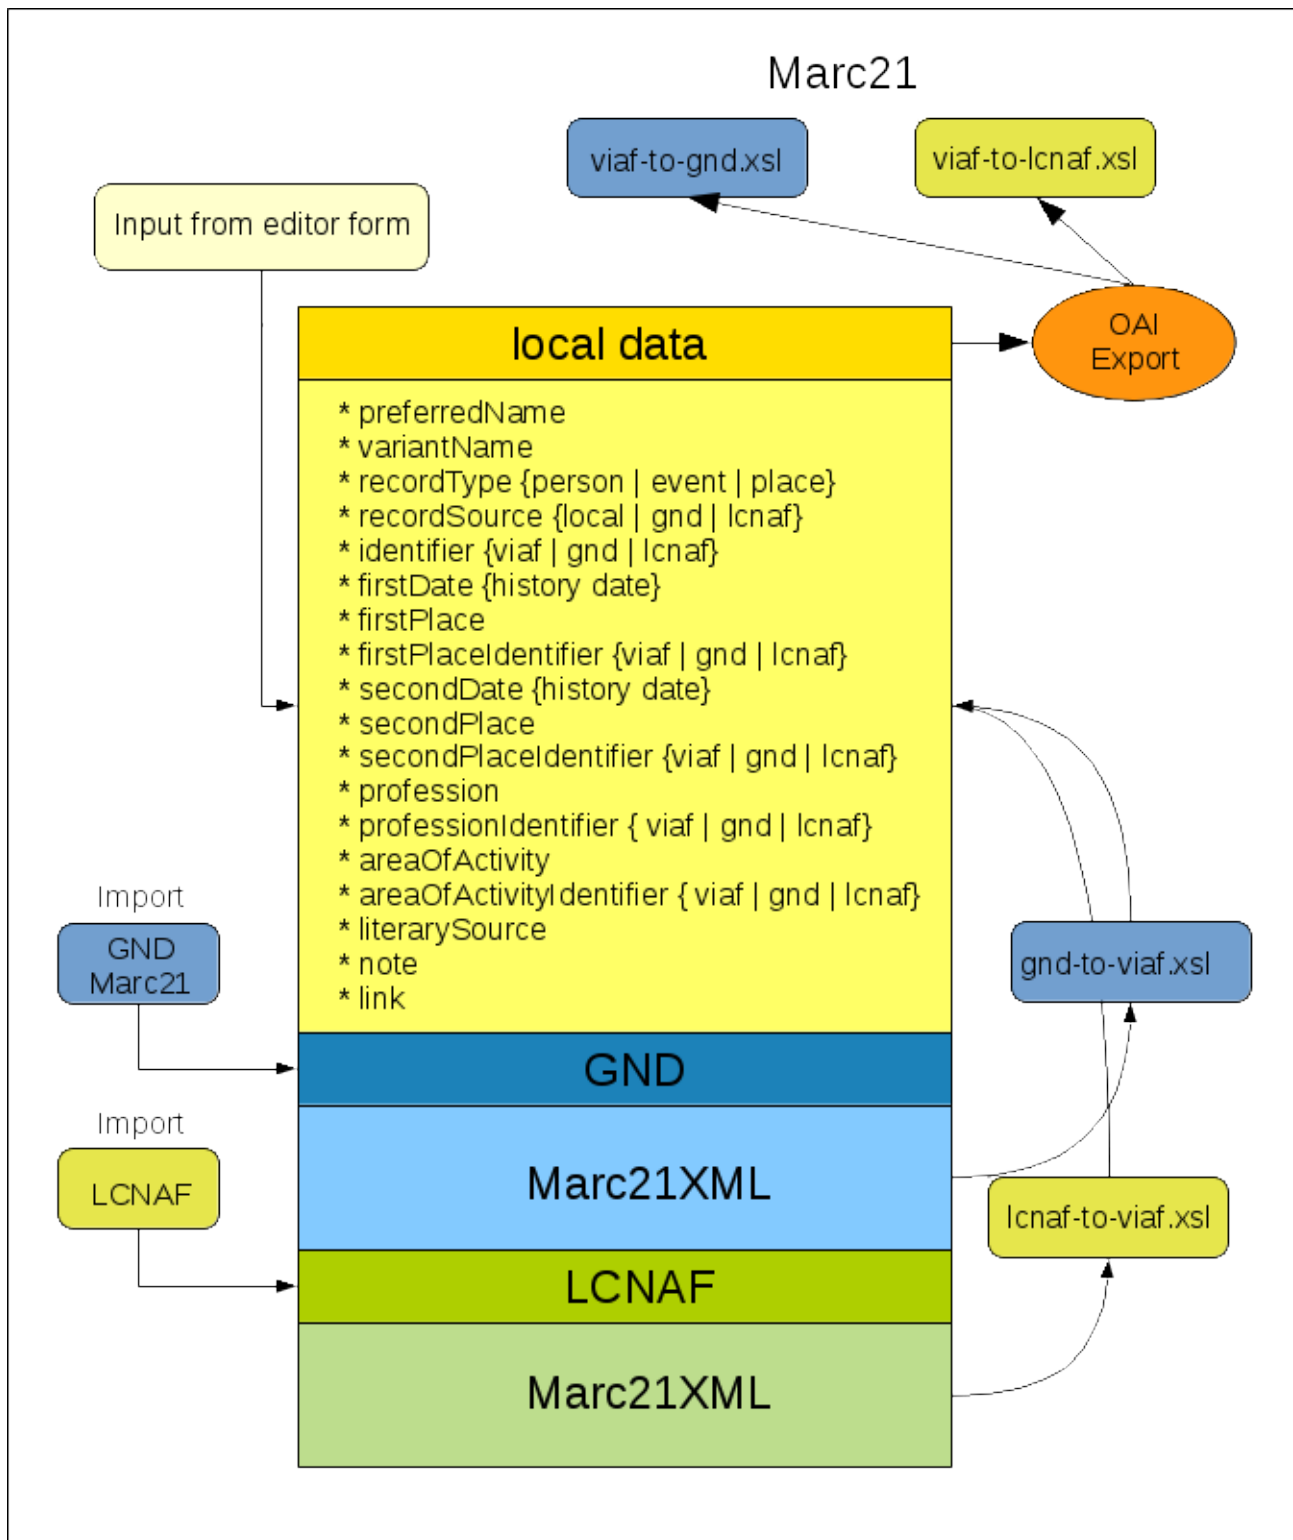 Marc21
viaf-to-gnd.xsl
viaf-to-lcnaf.xsl
Input from editor form
OAI
Export
local data
* preferredName
* variantName
* recordType {person | event | place}
* recordSource {local | gnd | lcnaf}
* identifier {viaf | gnd | lcnaf}
* firstDate {history date}
* firstPlace
* firstPlaceIdentifier {viaf | gnd | lcnaf}
* secondDate {history date}
* secondPlace
* secondPlaceIdentifier {viaf | gnd | lcnaf}
* profession
* professionIdentifier { viaf | gnd | lcnaf}
* areaOfActivity
* areaOfActivityIdentifier { viaf | gnd | lcnaf}
* literarySource
* note
* link
Import
GND
Marc21
gnd-to-viaf.xsl
GND
Import
LCNAF
Marc21XML
lcnaf-to-viaf.xsl
LCNAF
Marc21XML